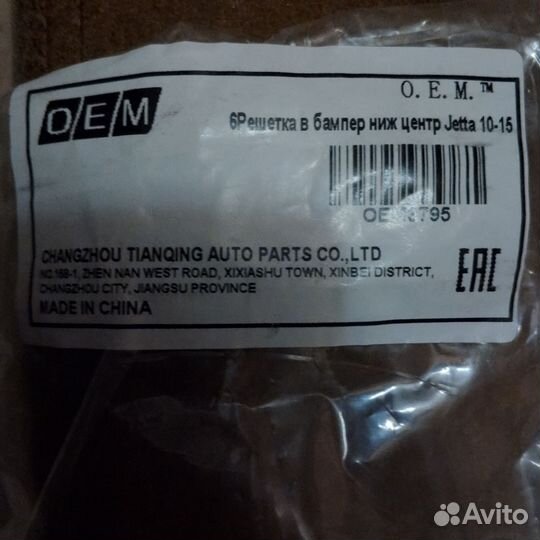 OEM
O.E.M.™
6Решетка в бампер ниж центр Jetta 10-15
CHANGZHOU TIANQING AUTO PARTS CO.,LTD
NO.168-1, ZHEN NAN WEST ROAD, XIXIASHU TOWN, XINBEI DISTRICT,
CHANGZHOU CITY, JIANGSU PROVINCE
MADE IN CHINA
EAC
Avito